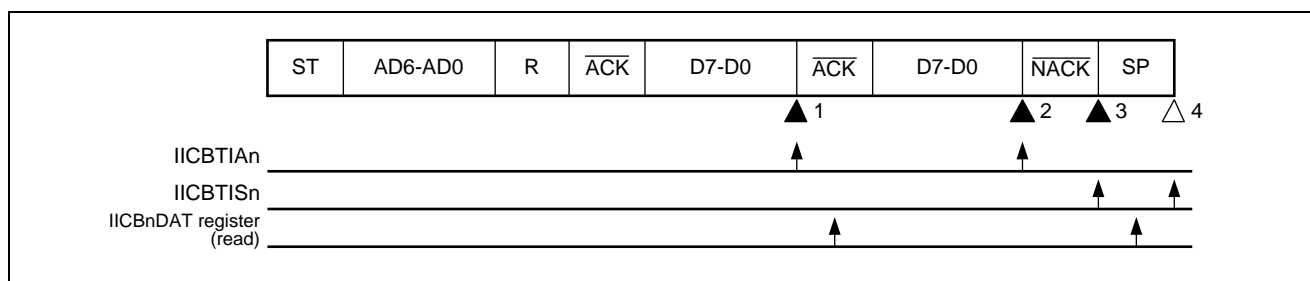 ST AD6-AD0 R ACK D7-D0 ACK D7-D0 NACK SP
1 2 3 4
IICBTIAn
IICBTISn
IICBnDAT register
(read)